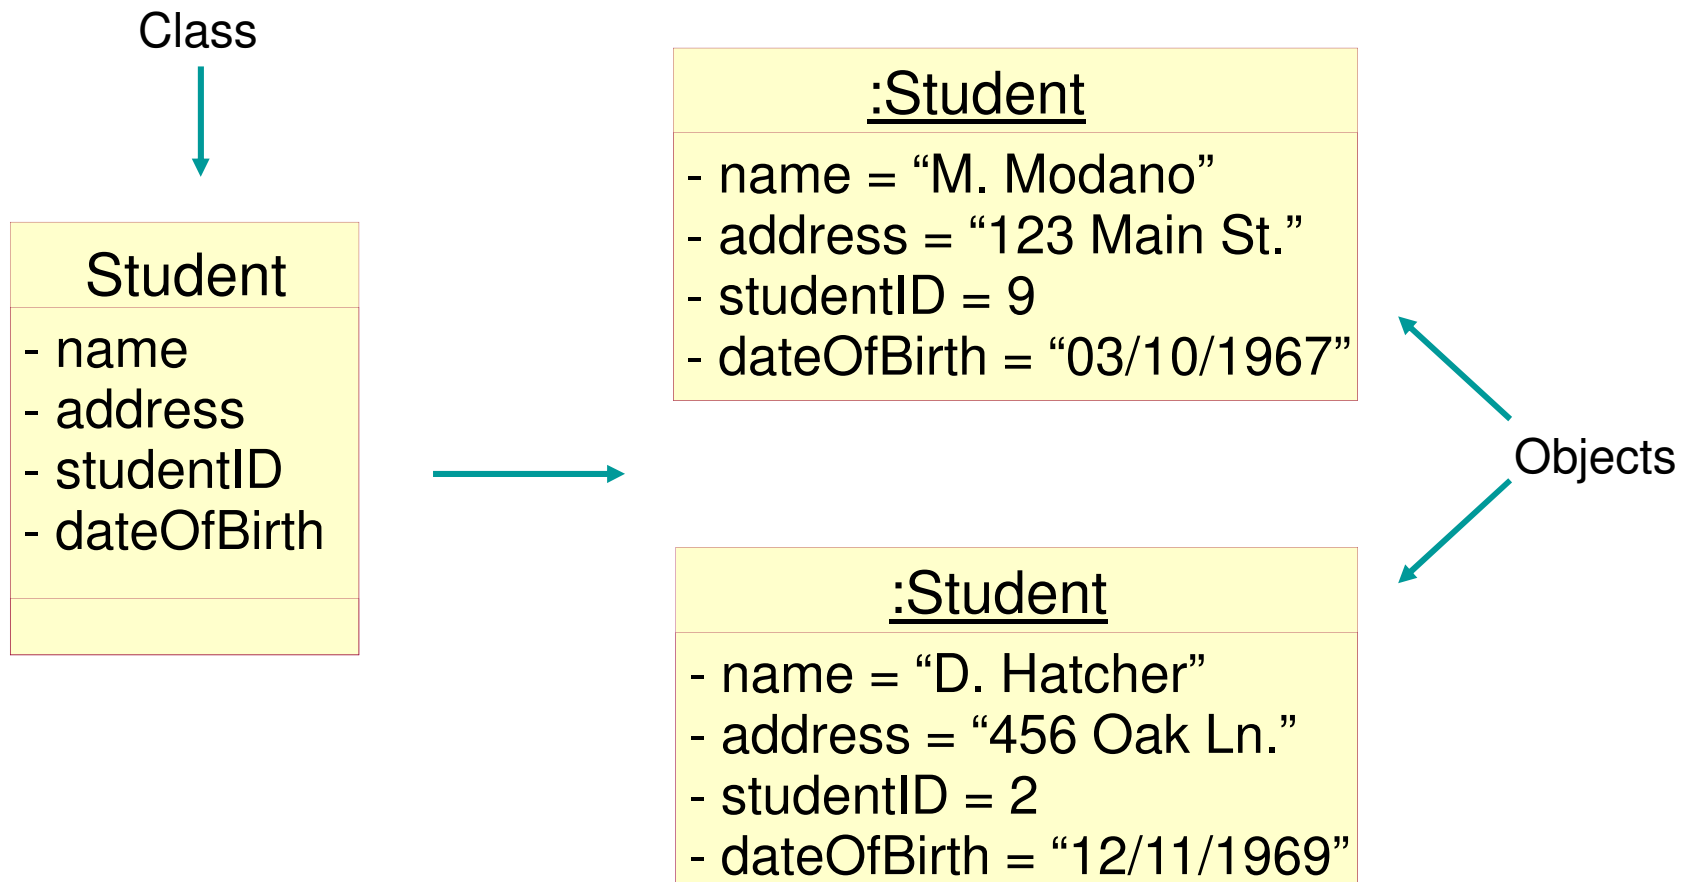 Class
Student
- name
- address
- studentID
- dateOfBirth
:Student
- name = “M. Modano”
- address = “123 Main St.”
- studentID = 9
- dateOfBirth = “03/10/1967”
:Student
- name = “D. Hatcher”
- address = “456 Oak Ln.”
- studentID = 2
- dateOfBirth = “12/11/1969”
Objects